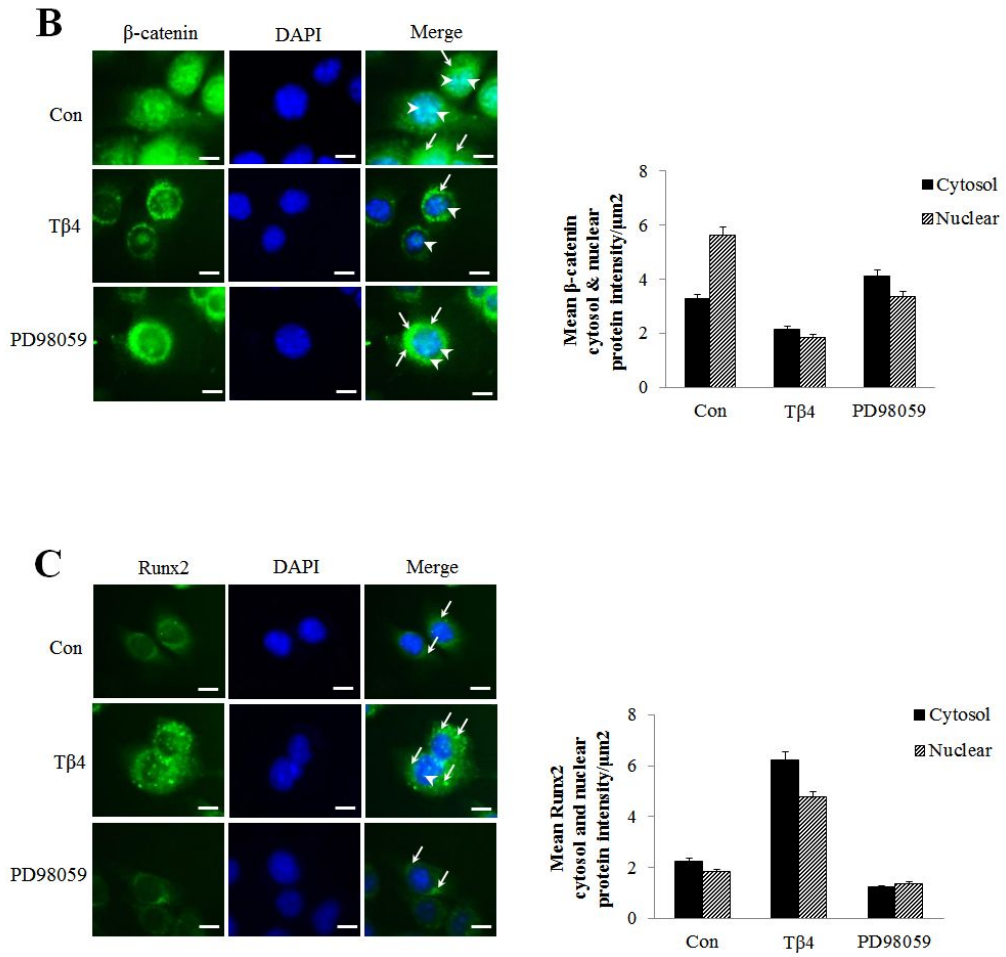 B
β-catenin DAPI Merge
Con
Tβ4
PD98059
Mean β-catenin
cytosol & nuclear
protein intensity/μm2
8
6
4
2
0
Cytosol
Nuclear
Con Tβ4 PD98059
C
Runx2 DAPI Merge
Con
Tβ4
PD98059
Mean Runx2
cytosol and nuclear
protein intensity/μm2
8
6
4
2
0
Cytosol
Nuclear
Con Tβ4 PD98059